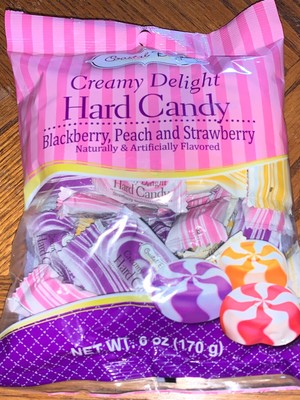 Creamy Delight
Hard Candy
Blackberry, Peach and Strawberry
Naturally & Artificially Flavored
Hard Candy
NET WT. 6 oz (170 g)